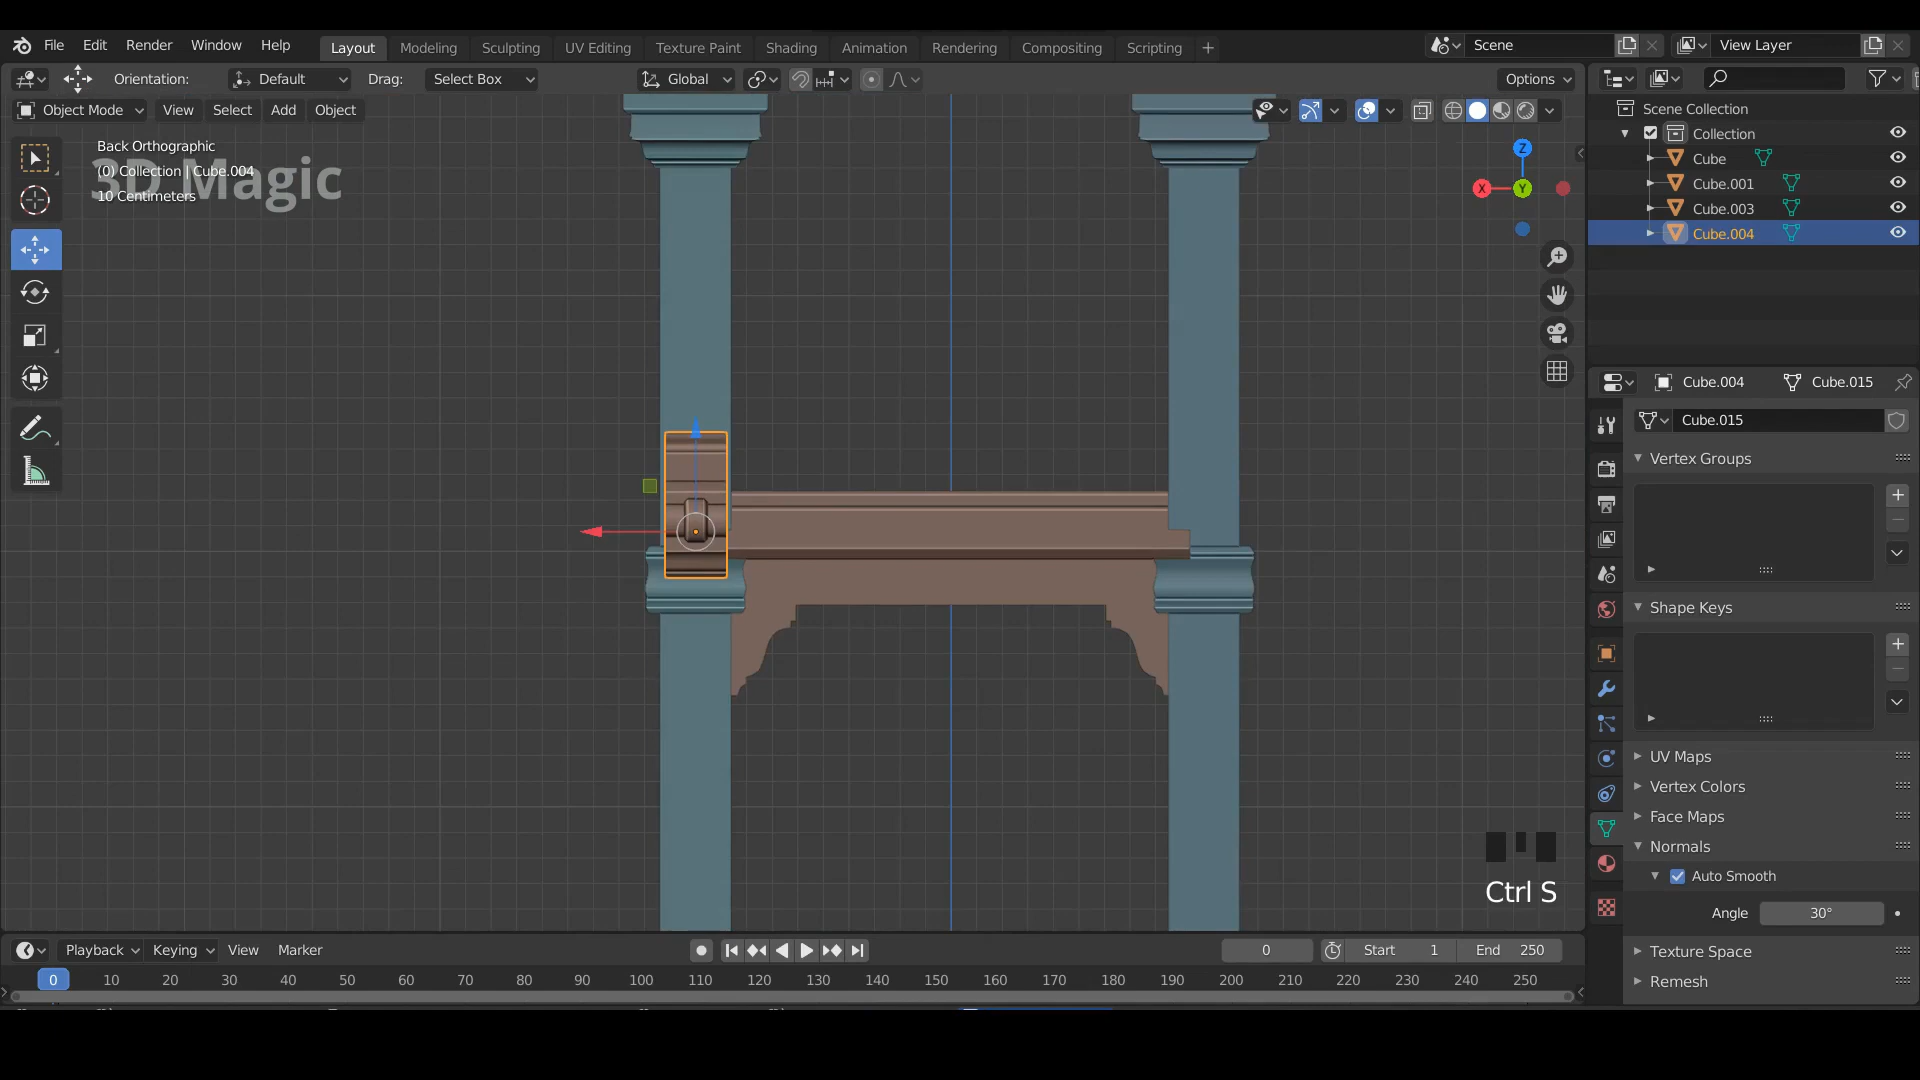 File Edit Render Window Help Layout Modeling Sculpting UV Editing Texture Paint Shading Animation Rendering Compositing Scripting + Scene View Layer
Orientation: Default Drag: Select Box Global Options
Object Mode View Select Add Object
Back Orthographic
(0) Collection | Cube.004
10 Centimeters
3D Magic
Z
X
Y
Scene Collection
Collection
Cube
Cube.001
Cube.003
Cube.004
Cube.004 Cube.015
Cube.015
Vertex Groups
Shape Keys
UV Maps
Vertex Colors
Face Maps
Normals
Auto Smooth
Angle 30°
Texture Space
Remesh
Ctrl S
Playback Keying View Marker 0 Start 1 End 250
0 10 20 30 40 50 60 70 80 90 100 110 120 130 140 150 160 170 180 190 200 210 220 230 240 250